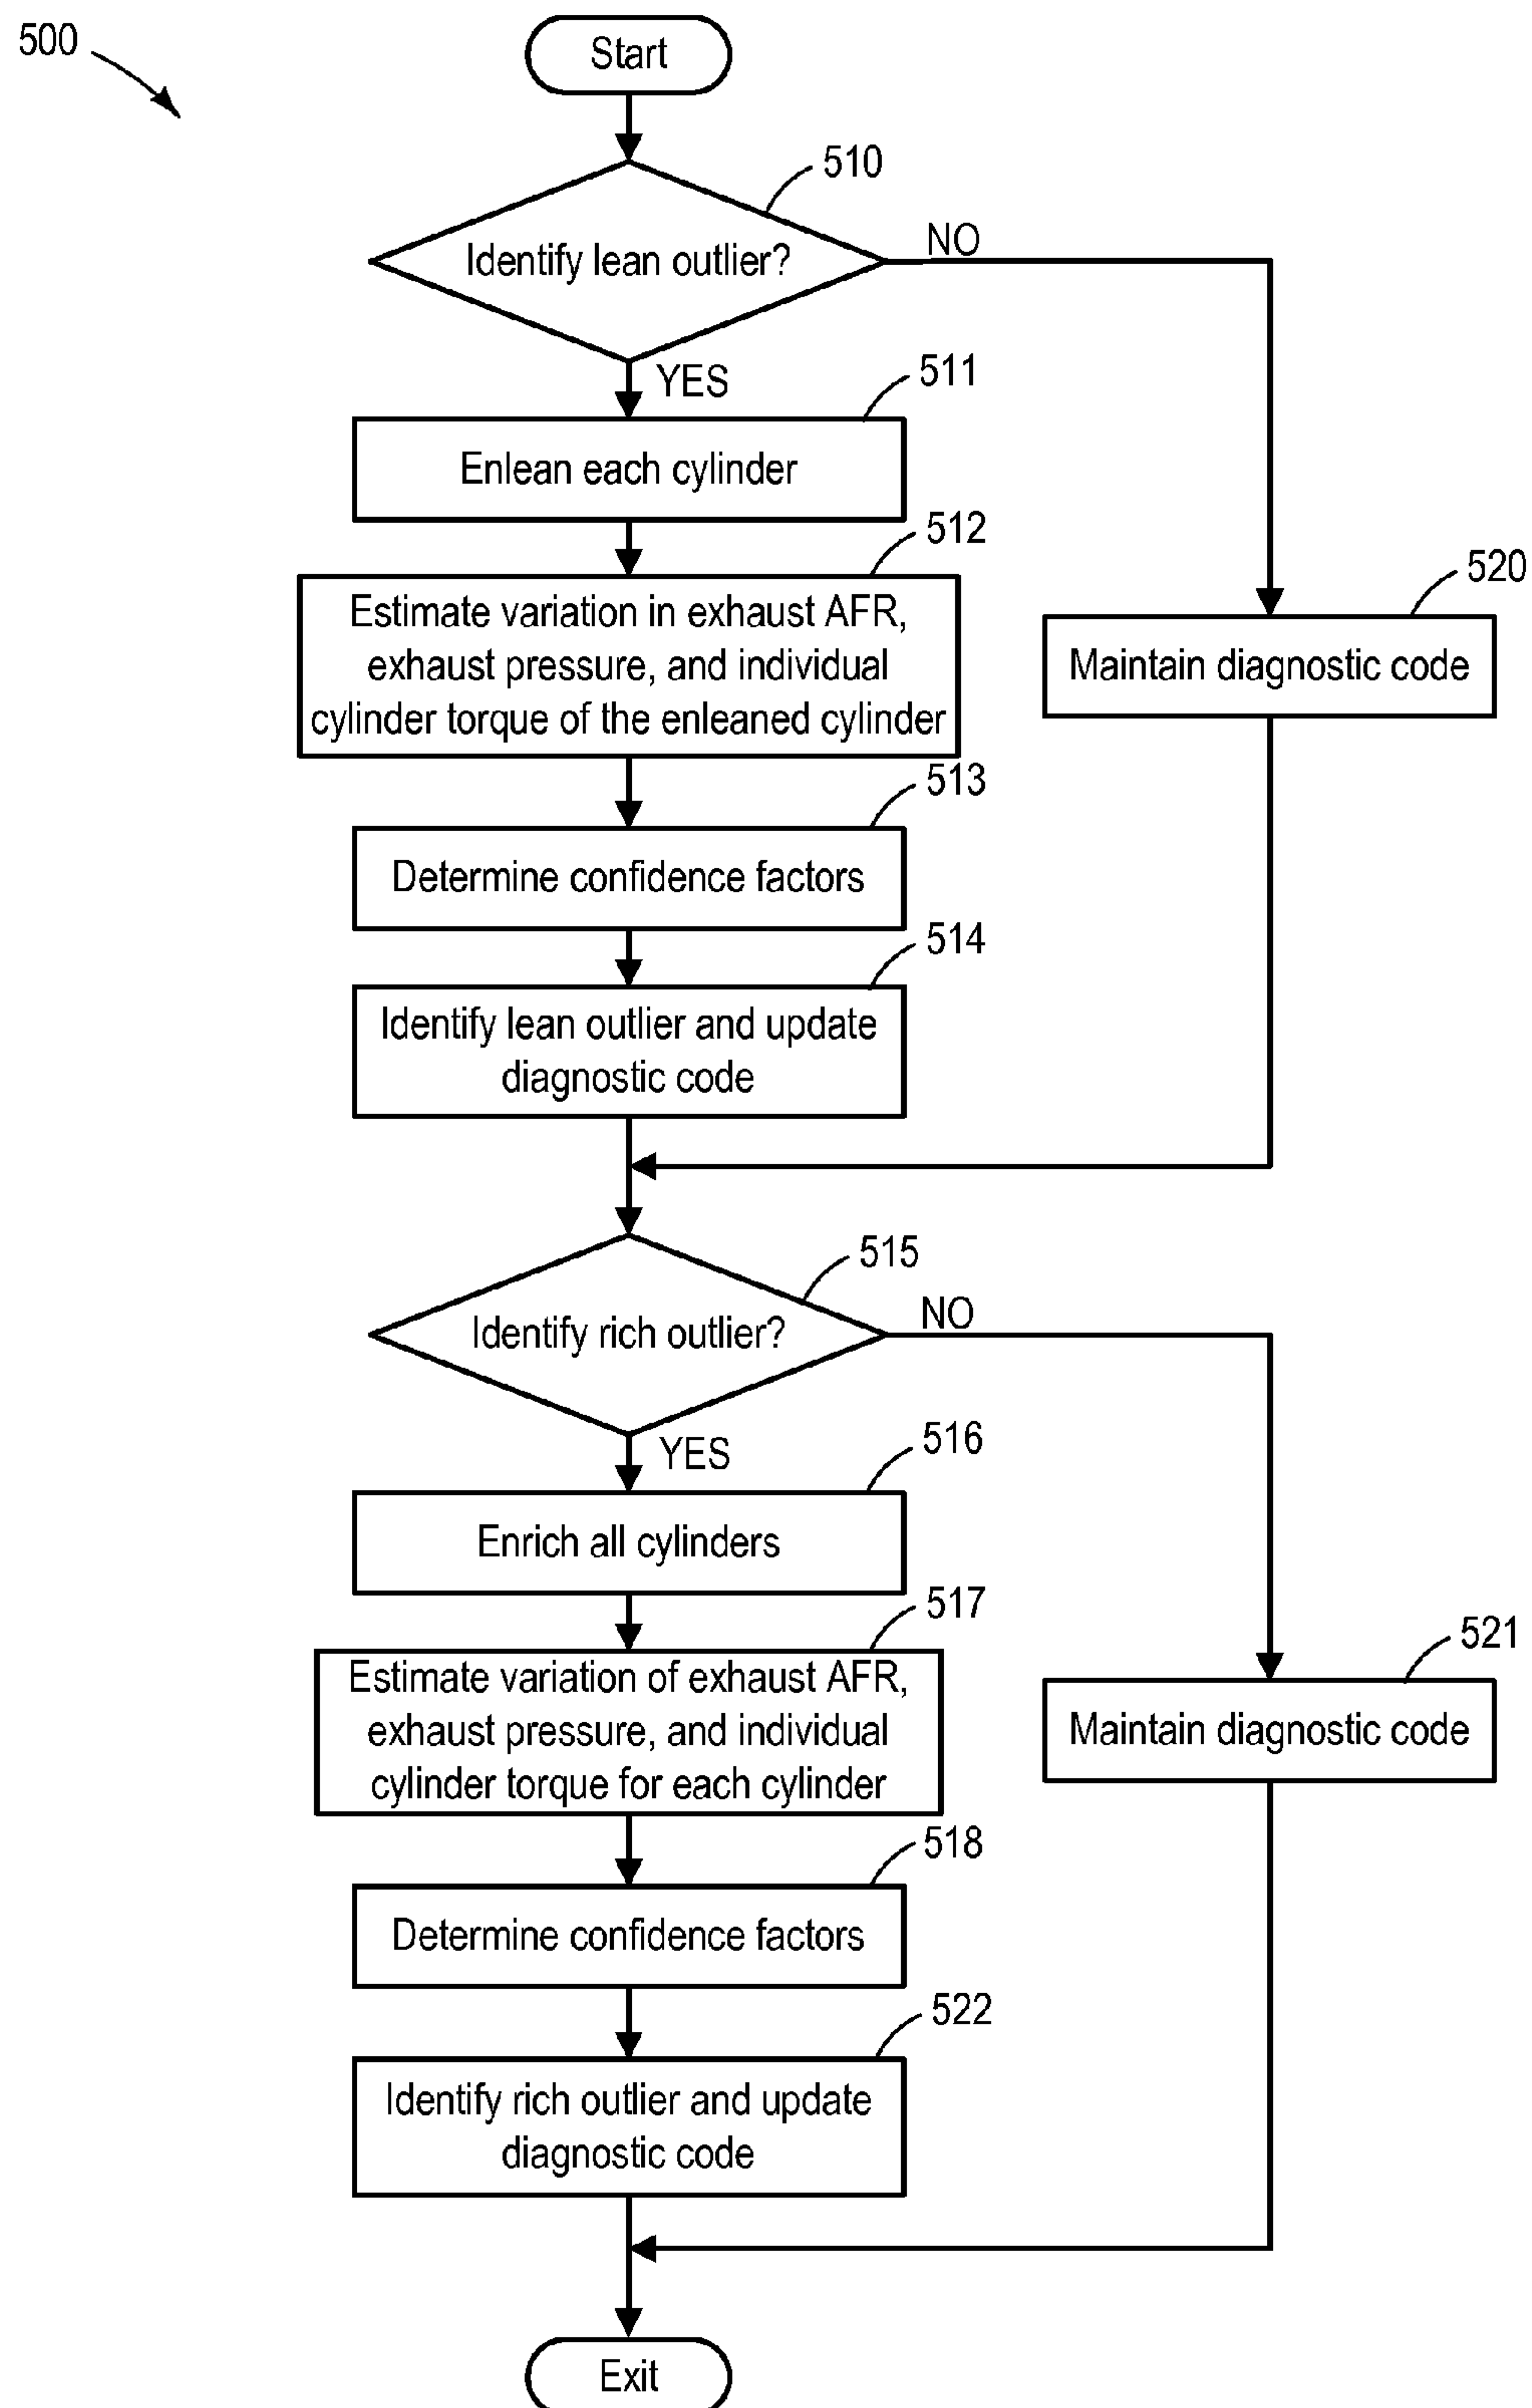 500
Start
510
Identify lean outlier?
NO
YES
511
Enlean each cylinder
512
Estimate variation in exhaust AFR,
exhaust pressure, and individual
cylinder torque of the enleaned cylinder
520
Maintain diagnostic code
513
Determine confidence factors
514
Identify lean outlier and update
diagnostic code
515
Identify rich outlier?
NO
YES
516
Enrich all cylinders
517
Estimate variation of exhaust AFR,
exhaust pressure, and individual
cylinder torque for each cylinder
521
Maintain diagnostic code
518
Determine confidence factors
522
Identify rich outlier and update
diagnostic code
Exit